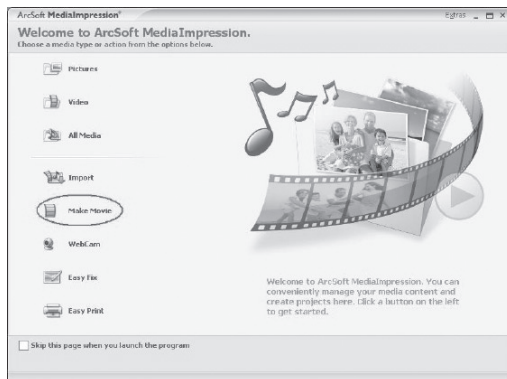 ArcSoft MediaImpression®
Extras
Welcome to ArcSoft MediaImpression.
Choose a media type or action from the options below.
Pictures
Video
All Media
Import
Make Movie
WebCam
Easy Fix
Easy Print
Welcome to ArcSoft MediaImpression. You can
conveniently manage your media content and
create projects here. Click a button on the left
to get started.
Skip this page when you launch the program